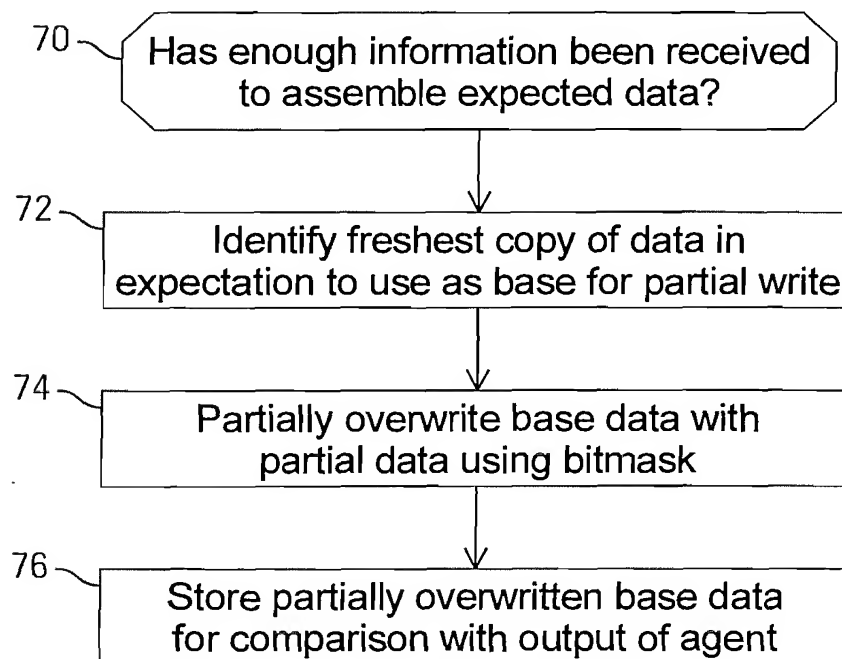 70
Has enough information been received
to assemble expected data?
72
Identify freshest copy of data in
expectation to use as base for partial write
74
Partially overwrite base data with
partial data using bitmask
76
Store partially overwritten base data
for comparison with output of agent